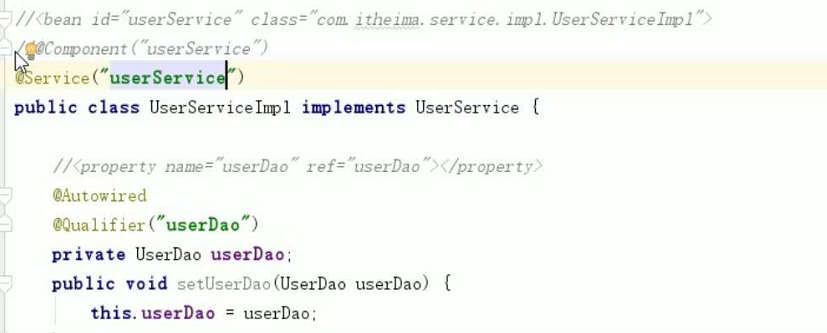 //<bean id="userService" class="com.itheima.service.impl.UserServiceImpl">
//@Component("userService")
@Service("userService")
public class UserServiceImpl implements UserService {
//<property name="userDao" ref="userDao"></property>
@Autowired
@Qualifier("userDao")
private UserDao userDao;
public void setUserDao(UserDao userDao) {
this.userDao = userDao;